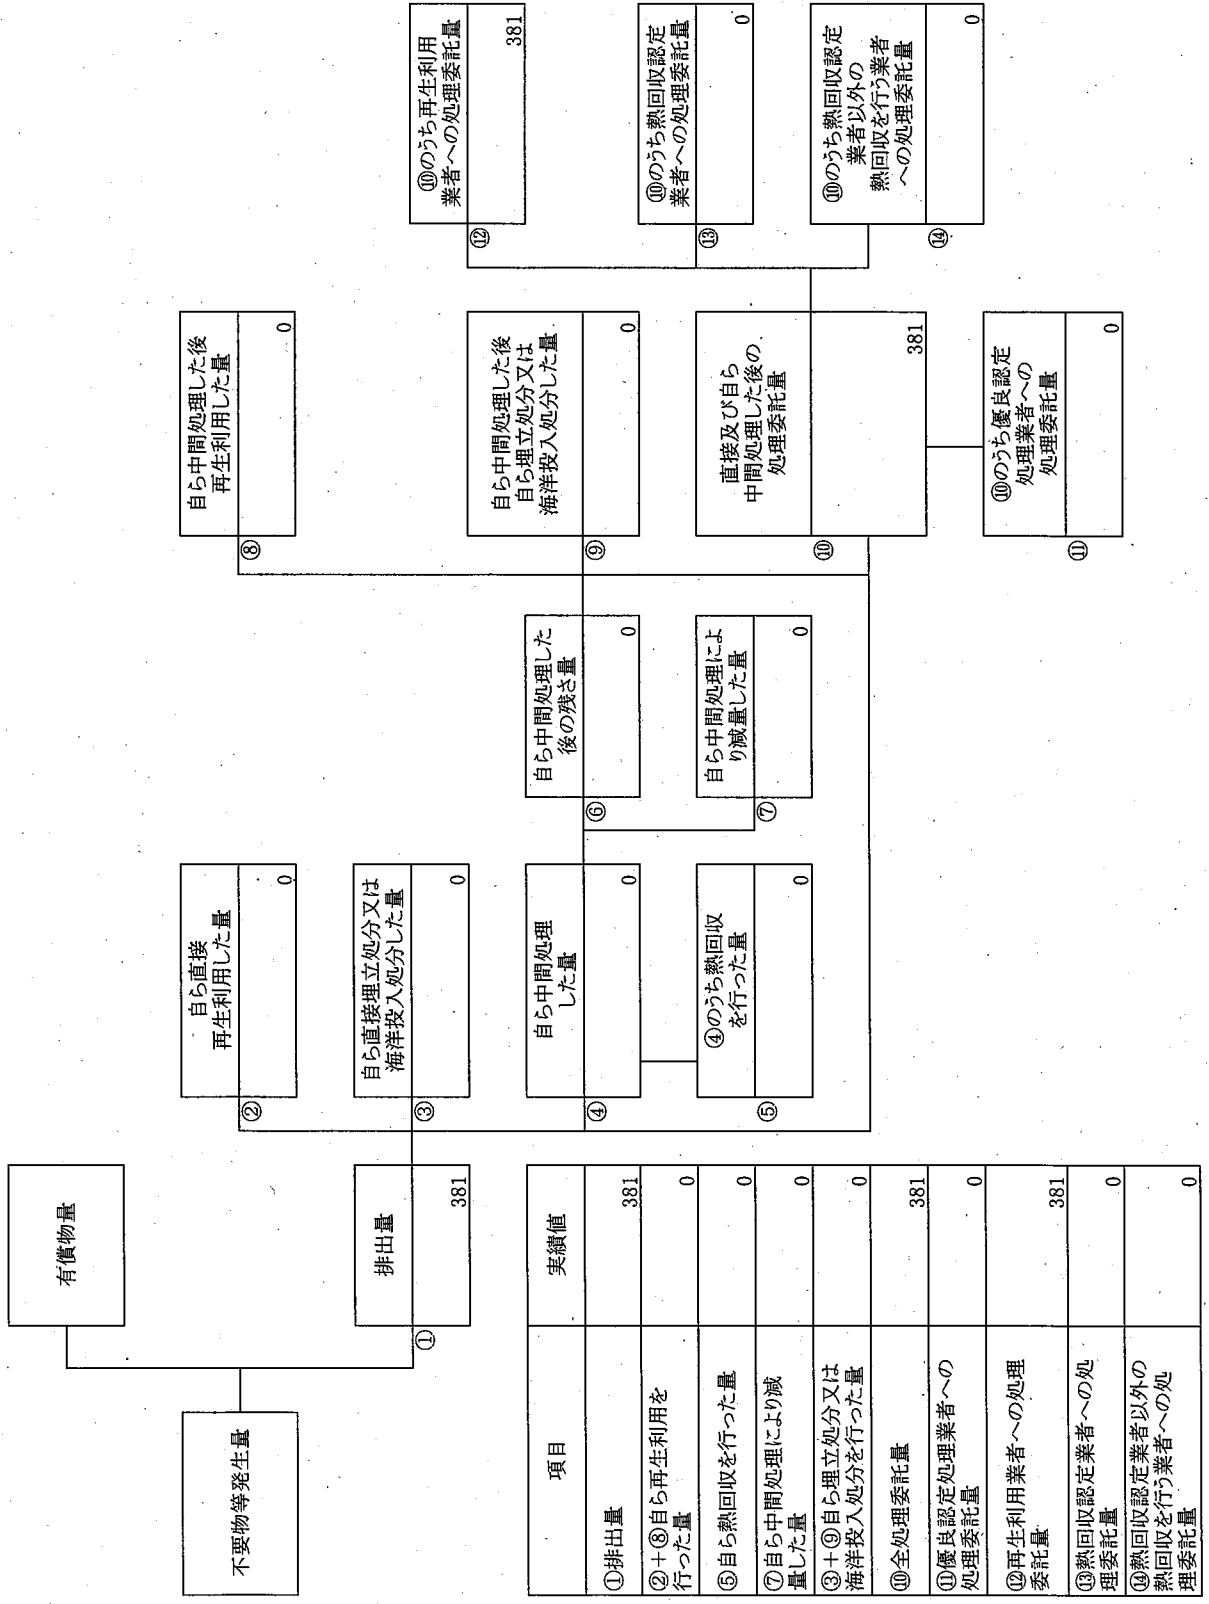 不要物等発生量
有償物量
①
排出量
381
②
自ら直接
再生利用した量
0
③
自ら直接埋立処分又は
海洋投入処分した量
0
④
自ら中間処理
した量
0
⑤
④のうち熱回収
を行った量
0
⑥
自ら中間処理した
後の残さ量
0
⑦
自ら中間処理によ
り減量した量
0
⑧
自ら中間処理した後
再生利用した量
0
⑨
自ら中間処理した後
自ら埋立処分又は
海洋投入処分した量
0
⑩
直接及び自ら
中間処理した後の
処理委託量
381
⑪
⑩のうち優良認定
処理業者への
処理委託量
0
⑫
⑩のうち再生利用
業者への処理委託量
381
⑬
⑩のうち熱回収認定
業者への処理委託量
0
⑭
⑩のうち熱回収認定
業者以外の
熱回収を行う業者
への処理委託量
0
項目 実績値
①排出量 381
②+⑧自ら再生利用を
行った量 0
⑤自ら熱回収を行った量 0
⑦自ら中間処理により減
量した量 0
③+⑨自ら埋立処分又は
海洋投入処分を行った量 0
⑩全処理委託量 381
⑪優良認定処理業者への
処理委託量 0
⑫再生利用業者への処理
委託量 381
⑬熱回収認定業者への処
理委託量 0
⑭熱回収認定業者以外の
熱回収を行う業者への処
理委託量 0